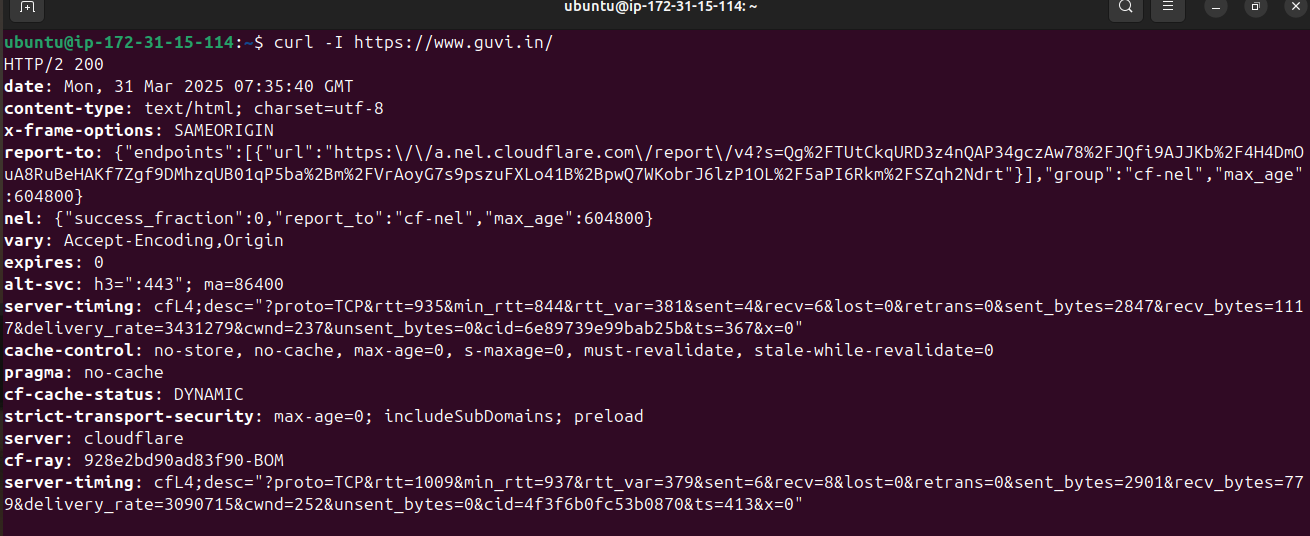 ubuntu@ip-172-31-15-114: ~
ubuntu@ip-172-31-15-114:~$ curl -I https://www.guvi.in/
HTTP/2 200
date: Mon, 31 Mar 2025 07:35:40 GMT
content-type: text/html; charset=utf-8
x-frame-options: SAMEORIGIN
report-to: {"endpoints":[{"url":"https:\/\/a.nel.cloudflare.com\/report\/v4?s=Qg%2FTUtCkqURD3z4nQAP34gczAw78%2FJQfi9AJJKb%2F4H4DmO
uA8RuBeHAKf7Zgf9DMhzqUB01qP5ba%2Bm%2FVrAoyG7s9pszuFXLo41B%2BpwQ7WKobrJ6lzP1OL%2F5aPI6Rkm%2FSZqh2Ndrt"}],"group":"cf-nel","max_age"
:604800}
nel: {"success_fraction":0,"report_to":"cf-nel","max_age":604800}
vary: Accept-Encoding,Origin
expires: 0
alt-svc: h3=":443"; ma=86400
server-timing: cfL4;desc="?proto=TCP&rtt=935&min_rtt=844&rtt_var=381&sent=4&recv=6&lost=0&retrans=0&sent_bytes=2847&recv_bytes=111
7&delivery_rate=3431279&cwnd=237&unsent_bytes=0&cid=6e89739e99bab25b&ts=367&x=0"
cache-control: no-store, no-cache, max-age=0, s-maxage=0, must-revalidate, stale-while-revalidate=0
pragma: no-cache
cf-cache-status: DYNAMIC
strict-transport-security: max-age=0; includeSubDomains; preload
server: cloudflare
cf-ray: 928e2bd90ad83f90-BOM
server-timing: cfL4;desc="?proto=TCP&rtt=1009&min_rtt=937&rtt_var=379&sent=6&recv=8&lost=0&retrans=0&sent_bytes=2901&recv_bytes=77
9&delivery_rate=3090715&cwnd=252&unsent_bytes=0&cid=4f3f6b0fc53b0870&ts=413&x=0"